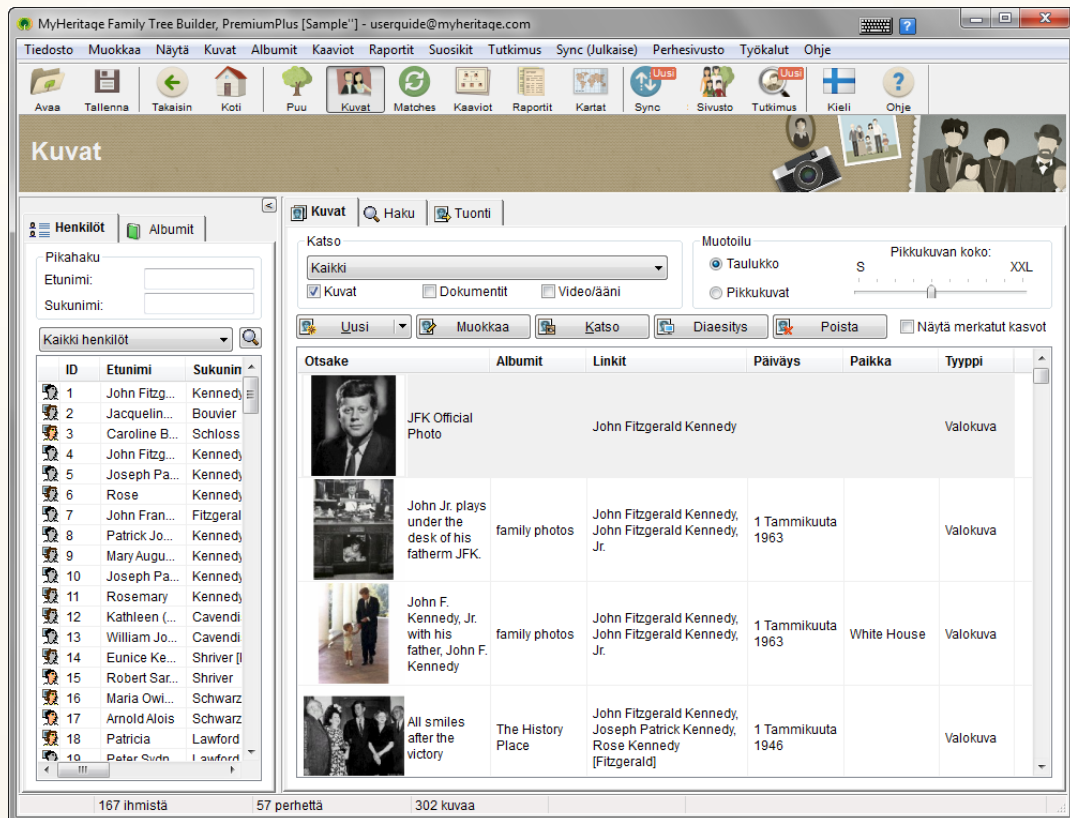 MyHeritage Family Tree Builder, PremiumPlus [Sample"] - userguide@myheritage.com
Tiedosto Muokkaa Näytä Kuvat Albumit Kaaviot Raportit Suosikit Tutkimus Sync (Julkaise) Perhesivusto Työkalut Ohje
Uusi Uusi
Avaa Tallenna Takaisin Koti Puu Kuvat Matches Kaaviot Raportit Kartat Sync Sivusto Tutkimus Kieli Ohje
Kuvat
Henkilöt Albumit
Pikahaku
Etunimi:
Sukunimi:
Kaikki henkilöt
ID Etunimi Sukunim
1 John Fitzg... Kennedy
2 Jacquelin... Bouvier
3 Caroline B... Schloss
4 John Fitzg... Kennedy
5 Joseph Pa... Kennedy
6 Rose Kennedy
7 John Fran... Fitzgeral
8 Patrick Jo... Kennedy
9 Mary Augu... Kennedy
10 Joseph Pa... Kennedy
11 Rosemary Kennedy
12 Kathleen (... Cavendi
13 William Jo... Cavendi
14 Eunice Ke... Shriver [
15 Robert Sar... Shriver
16 Maria Owi... Schwarz
17 Arnold Alois Schwarz
18 Patricia Lawford
19 Peter Sydn Lawford
Kuvat Haku Tuonti
Katso
Kaikki
Kuvat Dokumentit Video/ääni
Muotoilu
Taulukko
Pikkukuvat
Pikkukuvan koko:
S XXL
Uusi Muokkaa Katso Diaesitys Poista Näytä merkatut kasvot
Otsake Albumit Linkit Päiväys Paikka Tyyppi
JFK Official
Photo
John Fitzgerald Kennedy
Valokuva
John Jr. plays
under the
desk of his
fatherm JFK.
family photos
John Fitzgerald Kennedy,
John Fitzgerald Kennedy,
Jr.
1 Tammikuuta
1963
Valokuva
John F.
Kennedy, Jr.
with his
father, John F.
Kennedy
family photos
John Fitzgerald Kennedy,
John Fitzgerald Kennedy,
Jr.
1 Tammikuuta
1963
White House
Valokuva
All smiles
after the
victory
The History
Place
John Fitzgerald Kennedy,
Joseph Patrick Kennedy,
Rose Kennedy
[Fitzgerald]
1 Tammikuuta
1946
Valokuva
167 ihmistä 57 perhettä 302 kuvaa